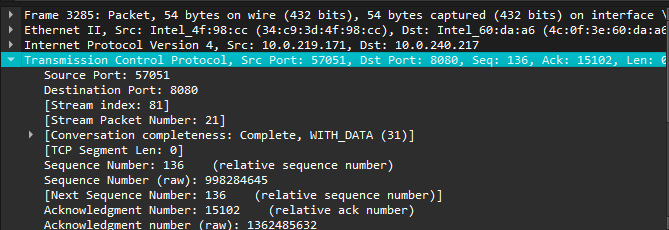 Frame 3285: Packet, 54 bytes on wire (432 bits), 54 bytes captured (432 bits) on interface \
Ethernet II, Src: Intel_4f:98:cc (34:c9:3d:4f:98:cc), Dst: Intel_60:da:a6 (4c:0f:3e:60:da:a6
Internet Protocol Version 4, Src: 10.0.219.171, Dst: 10.0.240.217
Transmission Control Protocol, Src Port: 57051, Dst Port: 8080, Seq: 136, Ack: 15102, Len: 0
Source Port: 57051
Destination Port: 8080
[Stream index: 81]
[Stream Packet Number: 21]
[Conversation completeness: Complete, WITH_DATA (31)]
[TCP Segment Len: 0]
Sequence Number: 136    (relative sequence number)
Sequence Number (raw): 998284645
[Next Sequence Number: 136    (relative sequence number)]
Acknowledgment Number: 15102    (relative ack number)
Acknowledgment number (raw): 1362485632